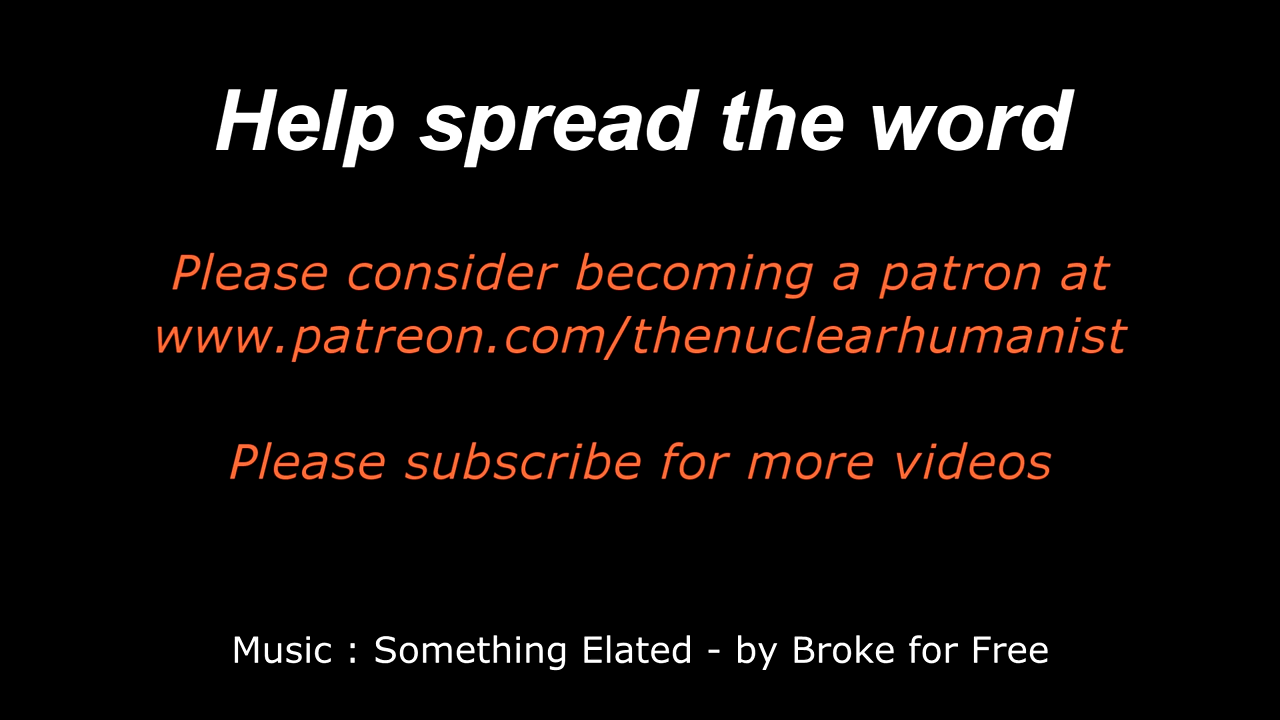 Help spread the word
Please consider becoming a patron at
www.patreon.com/thenuclearhumanist
Please subscribe for more videos
Music : Something Elated - by Broke for Free